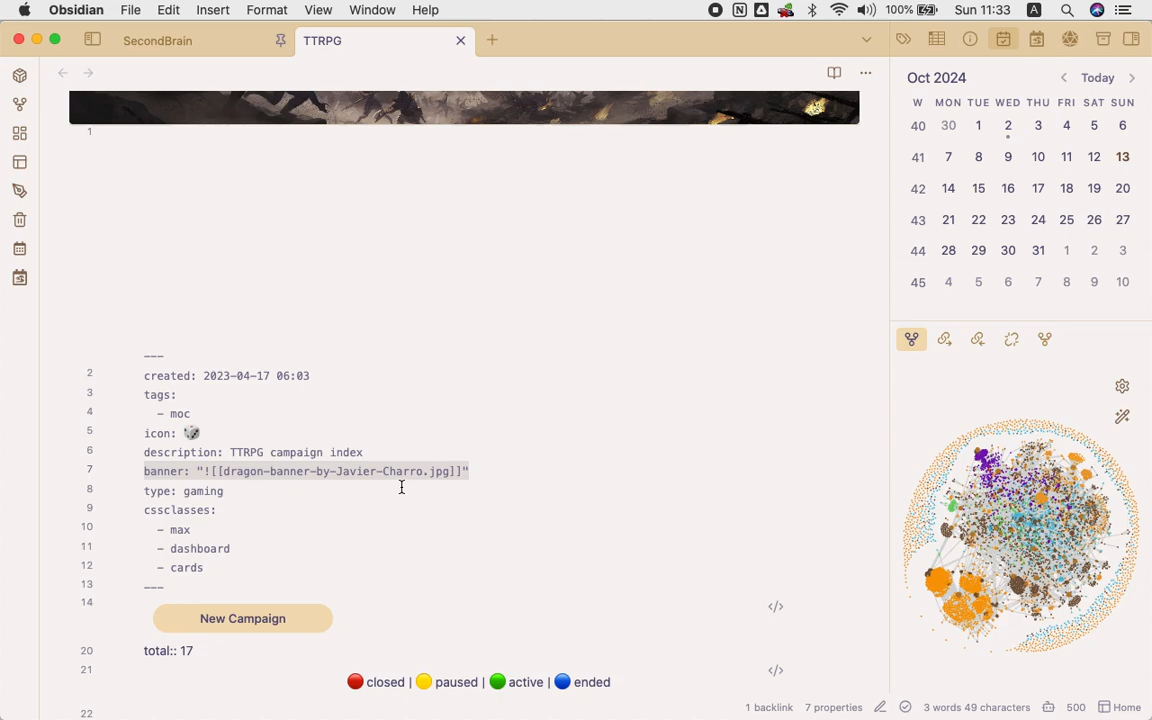 Obsidian File Edit Insert Format View Window Help 100% Sun 11:33 A
SecondBrain
TTRPG
1
---
2 created: 2023-04-17 06:03
3 tags:
4 - moc
5 icon: 🎲
6 description: TTRPG campaign index
7 banner: "![[dragon-banner-by-Javier-Charro.jpg]]"
8 type: gaming
9 cssclasses:
10 - max
11 - dashboard
12 - cards
13 ---
14 New Campaign </>
20 total:: 17
21 🔴 closed | 🟡 paused | 🟢 active | 🔵 ended </>
22
Oct 2024 Today
W MON TUE WED THU FRI SAT SUN
40 30 1 2 3 4 5 6
41 7 8 9 10 11 12 13
42 14 15 16 17 18 19 20
43 21 22 23 24 25 26 27
44 28 29 30 31 1 2 3
45 4 5 6 7 8 9 10
1 backlink 7 properties 3 words 49 characters 500 Home